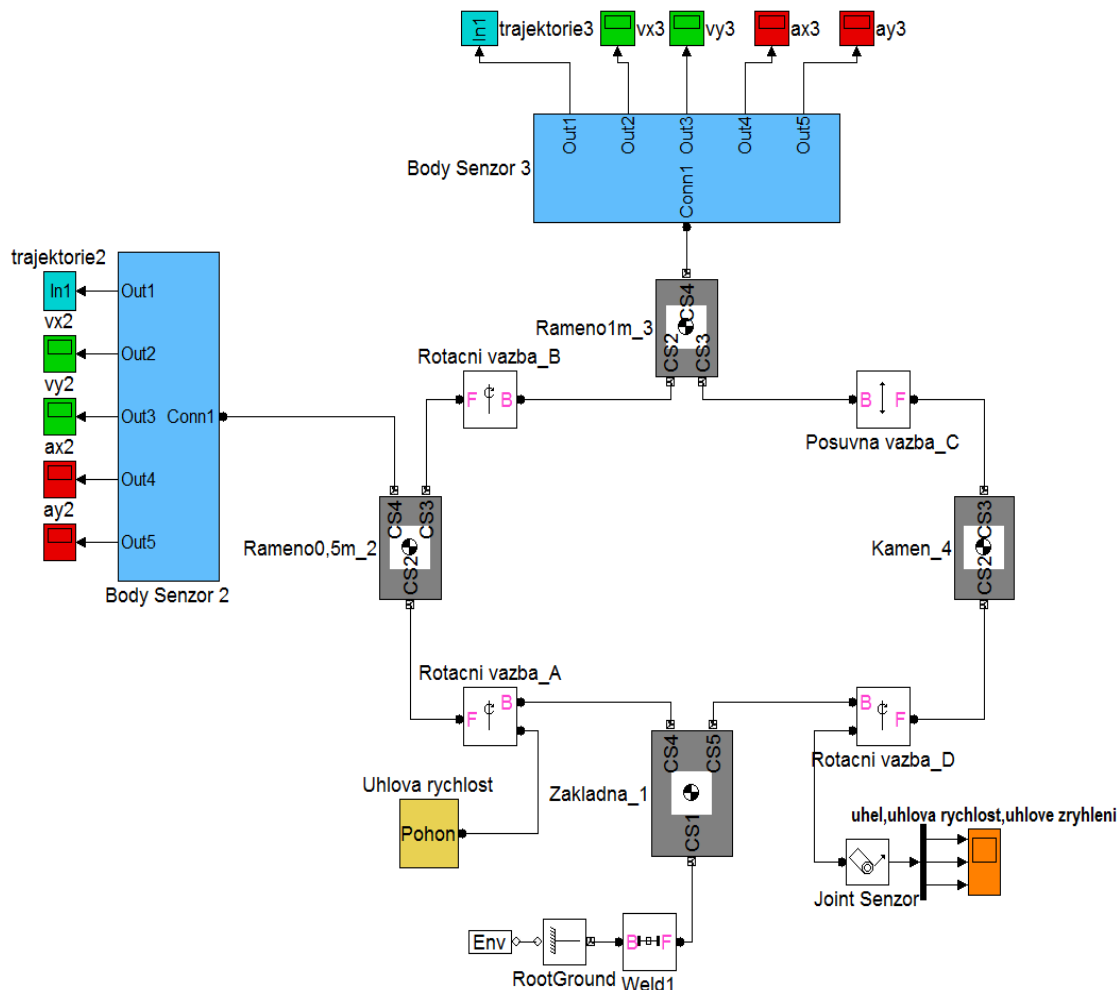 trajektorie3
vx3
vy3
ax3
ay3
In1
Out1
Out2
Out3
Out4
Out5
Conn1
Body Senzor 3
trajektorie2
In1
vx2
vy2
ax2
ay2
Out1
Out2
Out3
Out4
Out5
Conn1
Body Senzor 2
CS4
CS2
CS3
Rameno1m_3
Rotacni vazba_B
F
B
B
F
Posuvna vazba_C
CS4
CS3
CS2
Rameno0,5m_2
CS3
CS2
Kamen_4
Rotacni vazba_A
F
B
CS4
CS5
CS1
Zakladna_1
B
F
Rotacni vazba_D
Uhlova rychlost
Pohon
uhel,uhlova rychlost,uhlove zryhleni
Joint Senzor
Env
RootGround
B
F
Weld1